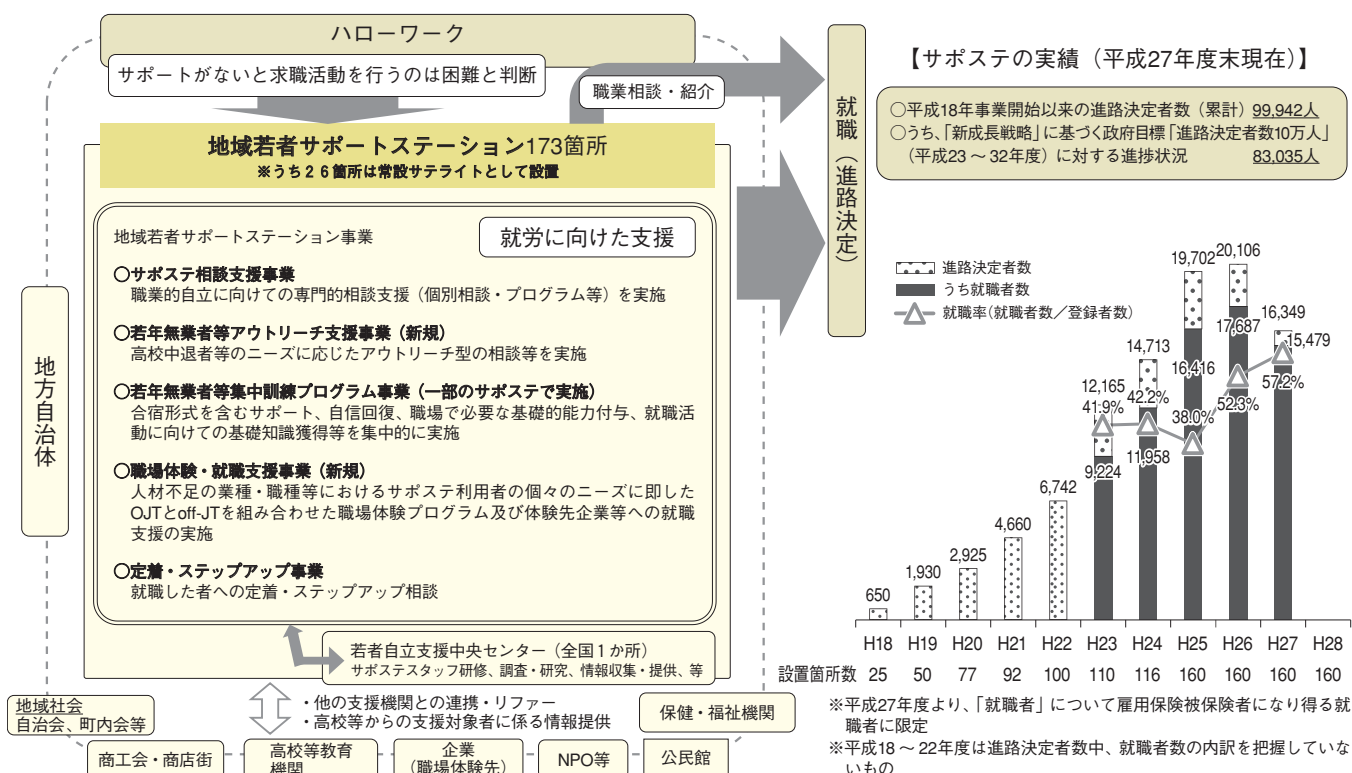 ハローワーク
サポートがないと求職活動を行うのは困難と判断
職業相談・紹介
地域若者サポートステーション173箇所
※うち26箇所は常設サテライトとして設置
地域若者サポートステーション事業
就労に向けた支援
○サポステ相談支援事業
職業的自立に向けての専門的相談支援（個別相談・プログラム等）を実施
○若年無業者等アウトリーチ支援事業（新規）
高校中退者等のニーズに応じたアウトリーチ型の相談等を実施
○若年無業者等集中訓練プログラム事業（一部のサポステで実施）
合宿形式を含むサポート、自信回復、職場で必要な基礎的能力付与、就職活
動に向けての基礎知識獲得等を集中的に実施
○職場体験・就職支援事業（新規）
人材不足の業種・職種等におけるサポステ利用者の個々のニーズに即した
OJTとoff-JTを組み合わせた職場体験プログラム及び体験先企業等への就職
支援の実施
○定着・ステップアップ事業
就職した者への定着・ステップアップ相談
若者自立支援中央センター（全国1か所）
サポステスタッフ研修、調査・研究、情報収集・提供、等
・他の支援機関との連携・リファー
・高校等からの支援対象者に係る情報提供
地方自治体
地域社会
自治会、町内会等
商工会・商店街
高校等教育
機関
企業
（職場体験先）
NPO等
公民館
保健・福祉機関
就職（進路決定）
【サポステの実績（平成27年度末現在）】
○平成18年事業開始以来の進路決定者数（累計）99,942人
○うち、「新成長戦略」に基づく政府目標「進路決定者数10万人」
（平成23～32年度）に対する進捗状況 83,035人
進路決定者数
うち就職者数
就職率(就職者数／登録者数)
650
1,930
2,925
4,660
6,742
12,165
41.9%
9,224
14,713
42.2%
11,958
19,702
16,416
38.0%
20,106
17,687
52.3%
16,349
15,479
57.2%
H18 H19 H20 H21 H22 H23 H24 H25 H26 H27 H28
設置箇所数 25 50 77 92 100 110 116 160 160 160 160
※平成27年度より、「就職者」について雇用保険被保険者になり得る就
職者に限定
※平成18～22年度は進路決定者数中、就職者数の内訳を把握していな
いもの